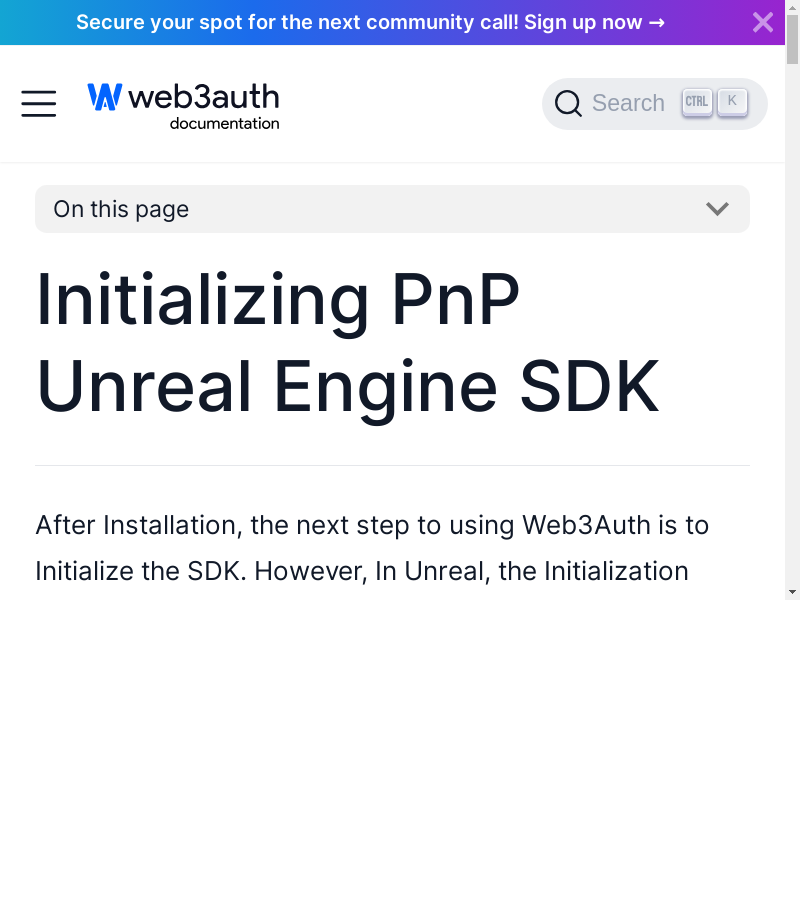 Secure your spot for the next community call! Sign up now →
web3auth
documentation
Search CTRL K
On this page
Initializing PnP
Unreal Engine SDK
After Installation, the next step to using Web3Auth is to
Initialize the SDK. However, In Unreal, the Initialization